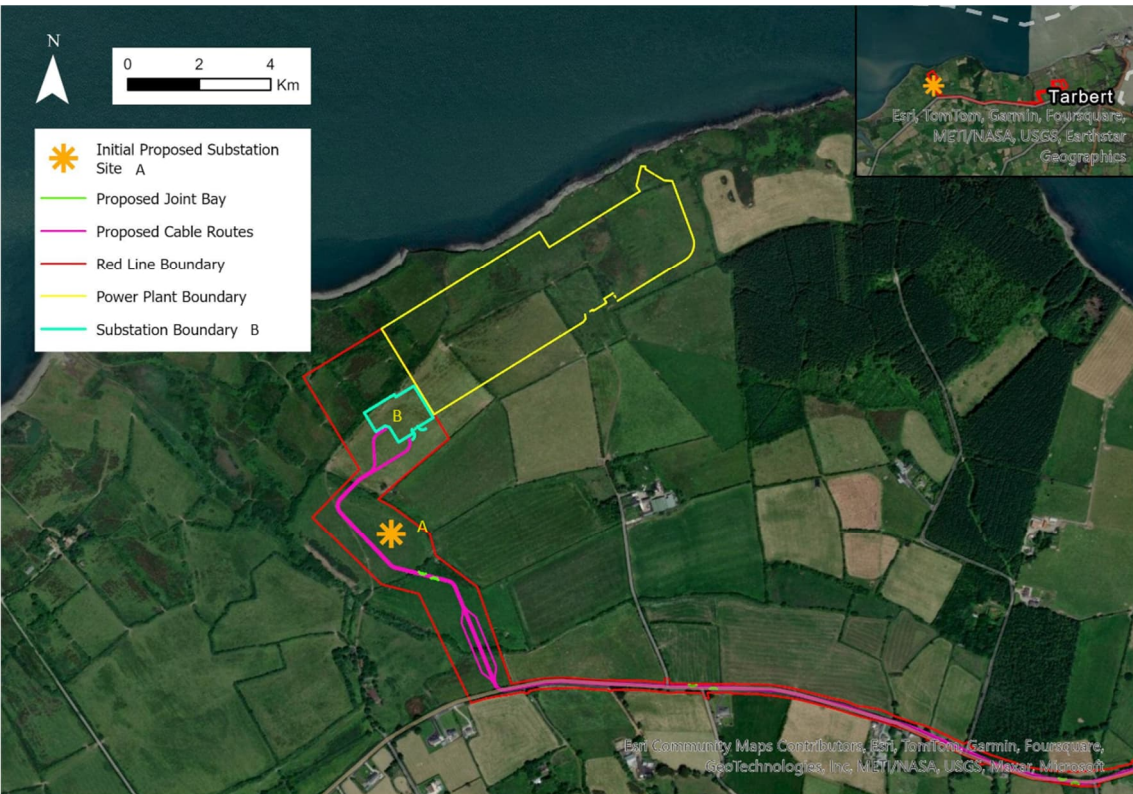 N
0 2 4
Km
Initial Proposed Substation
Site A
Proposed Joint Bay
Proposed Cable Routes
Red Line Boundary
Power Plant Boundary
Substation Boundary B
Tarbert
Esri, TomTom, Garmin, Foursquare,
METI/NASA, USGS, Earthstar
Geographics
B
A
Esri Community Maps Contributors, Esri, TomTom, Garmin, Foursquare,
GeoTechnologies, Inc, METI/NASA, USGS, Maxar, Microsoft